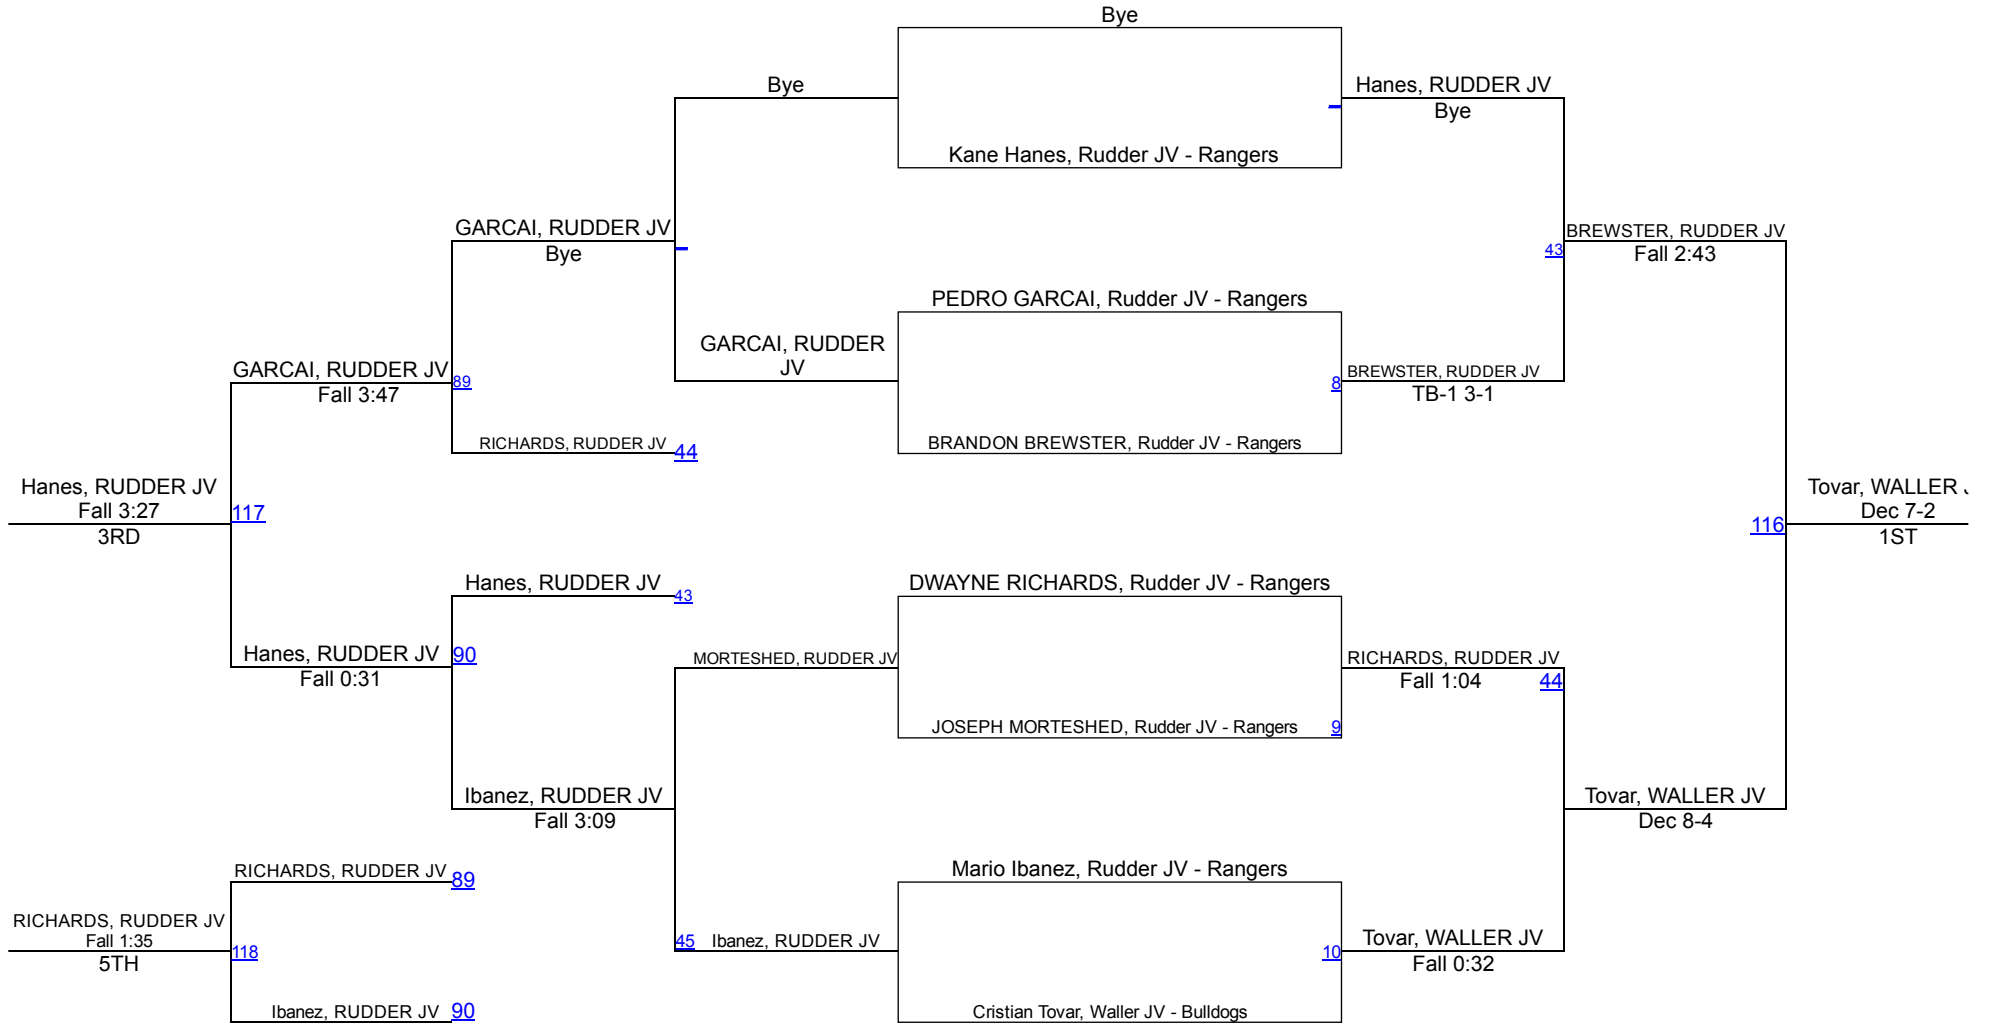 Bye
Bye
Hanes, RUDDER JV
Bye
Kane Hanes, Rudder JV - Rangers
GARCAI, RUDDER JV
Bye
BREWSTER, RUDDER JV
43
Fall 2:43
PEDRO GARCAI, Rudder JV - Rangers
GARCAI, RUDDER
JV
GARCAI, RUDDER JV
89
Fall 3:47
8
BREWSTER, RUDDER JV
TB-1 3-1
RICHARDS, RUDDER JV
44
BRANDON BREWSTER, Rudder JV - Rangers
Hanes, RUDDER JV
Fall 3:27
117
3RD
Tovar, WALLER
Dec 7-2
116
1ST
Hanes, RUDDER JV
43
DWAYNE RICHARDS, Rudder JV - Rangers
Hanes, RUDDER JV
90
Fall 0:31
MORTESHED, RUDDER JV
RICHARDS, RUDDER JV
Fall 1:04
44
JOSEPH MORTESHED, Rudder JV - Rangers
9
Ibanez, RUDDER JV
Fall 3:09
Tovar, WALLER JV
Dec 8-4
RICHARDS, RUDDER JV
89
Mario Ibanez, Rudder JV - Rangers
RICHARDS, RUDDER JV
Fall 1:35
118
5TH
45
Ibanez, RUDDER JV
10
Tovar, WALLER JV
Fall 0:32
Ibanez, RUDDER JV
90
Cristian Tovar, Waller JV - Bulldogs